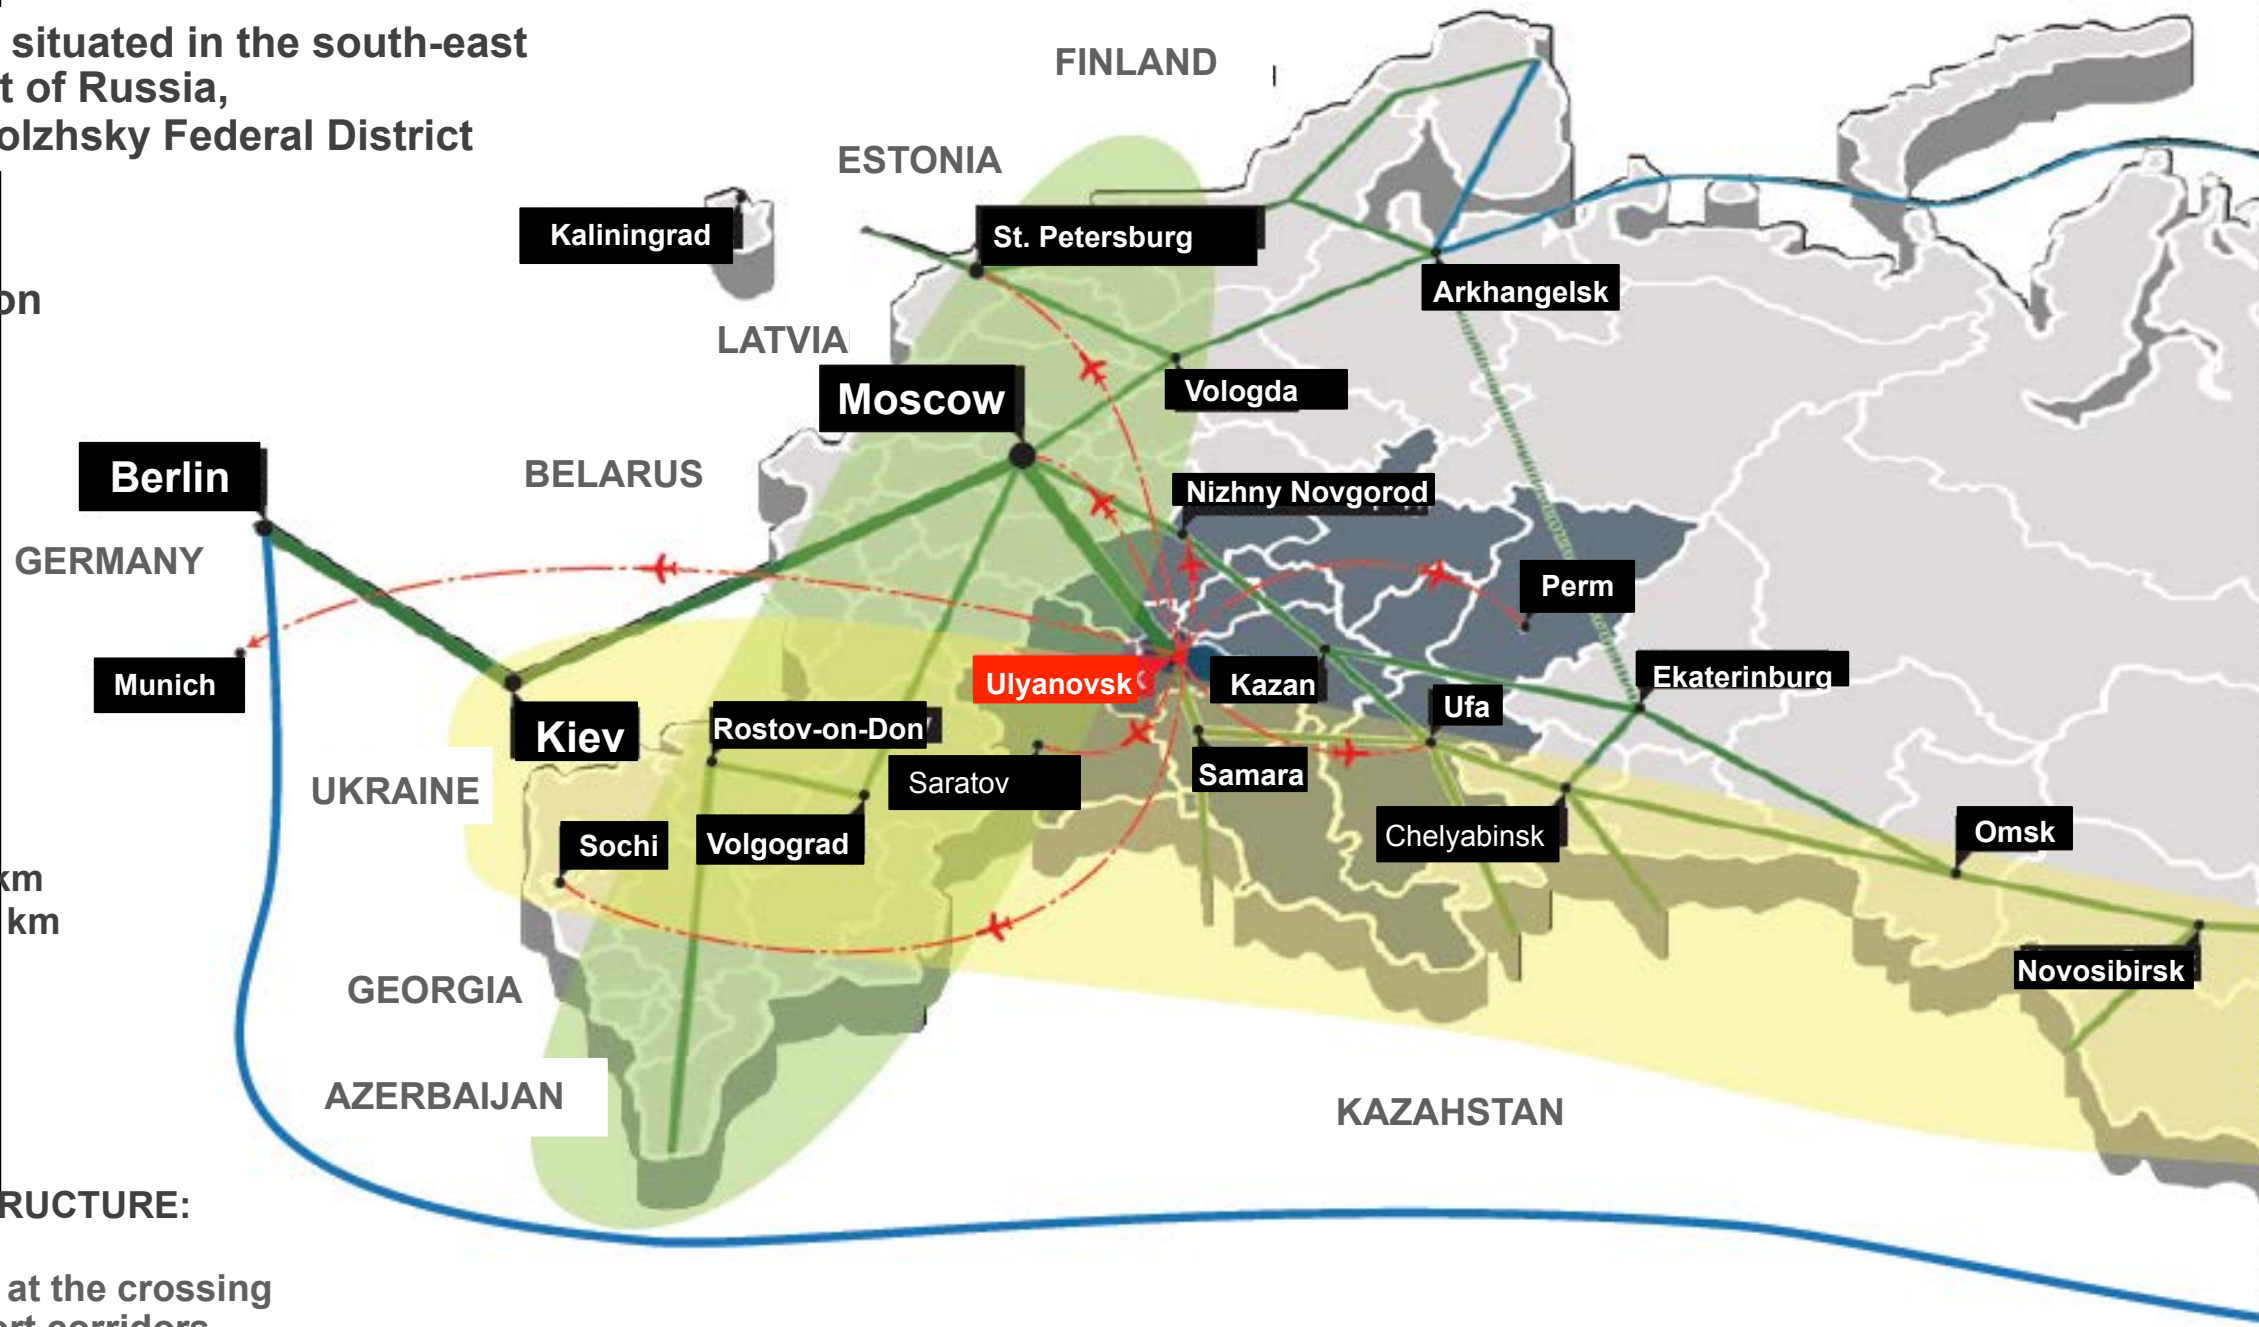 situated in the south-east
t of Russia,
olzhsky Federal District
on
km
km
RUCTURE:
at the crossing
ort corridors
FINLAND
ESTONIA
Kaliningrad
St. Petersburg
Arkhangelsk
LATVIA
Moscow
Vologda
Berlin
BELARUS
Nizhny Novgorod
GERMANY
Perm
Munich
Ulyanovsk
Kazan
Ekaterinburg
Ufa
Kiev
Rostov-on-Don
UKRAINE
Saratov
Samara
Sochi
Volgograd
Chelyabinsk
Omsk
Novosibirsk
GEORGIA
AZERBAIJAN
KAZAHSTAN